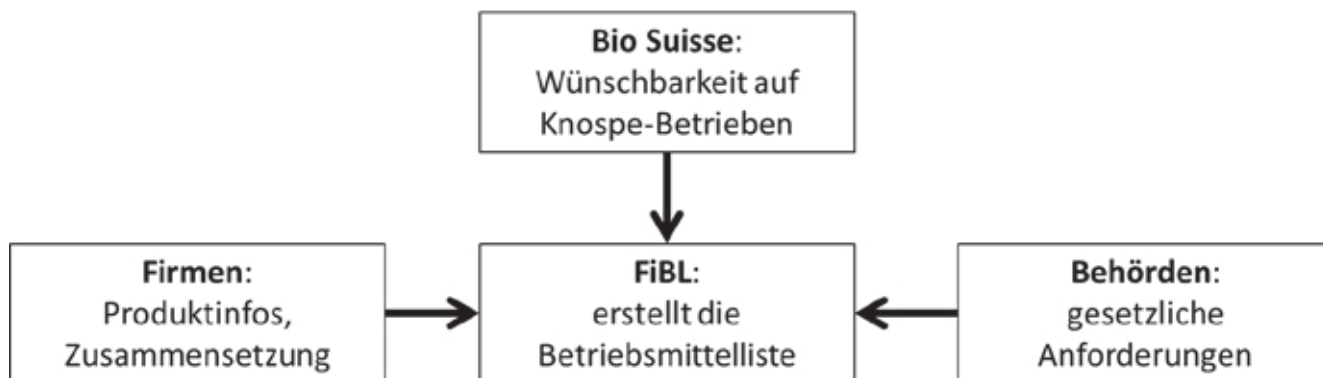 Bio Suisse:
Wünschbarkeit auf
Knospe-Betrieben
Firmen:
Produktinfos,
Zusammensetzung
FiBL:
erstellt die
Betriebsmittelliste
Behörden:
gesetzliche
Anforderungen